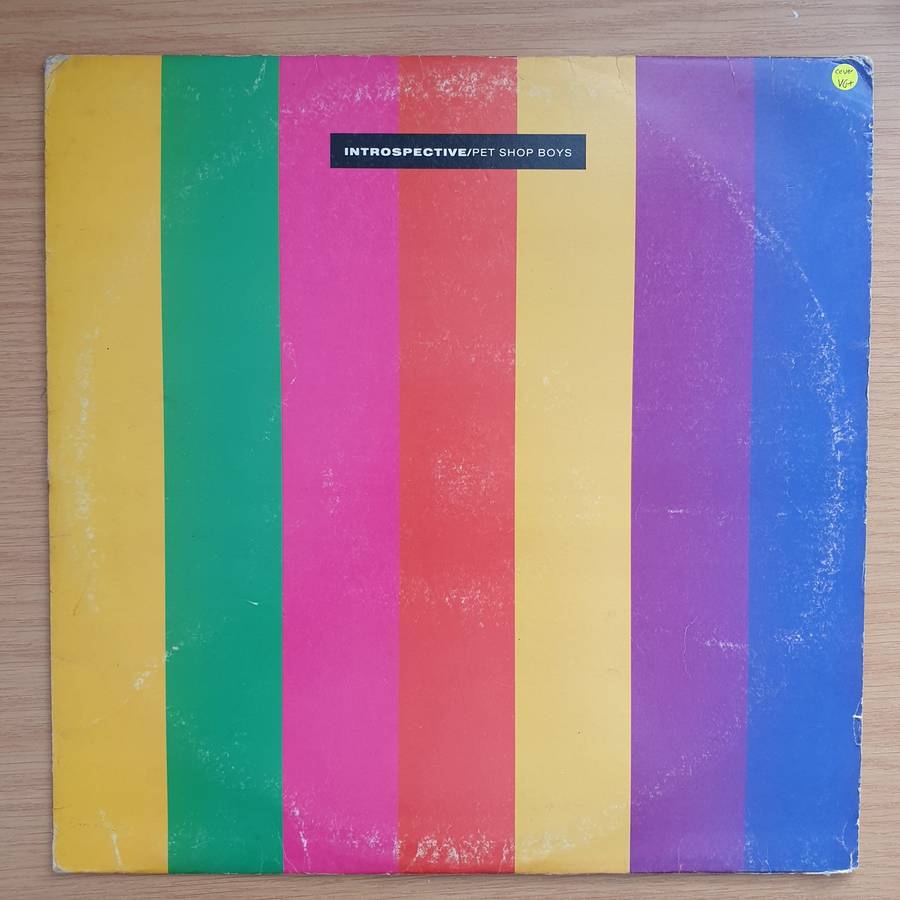 INTROSPECTIVE/PET SHOP BOYS
cover
VG+